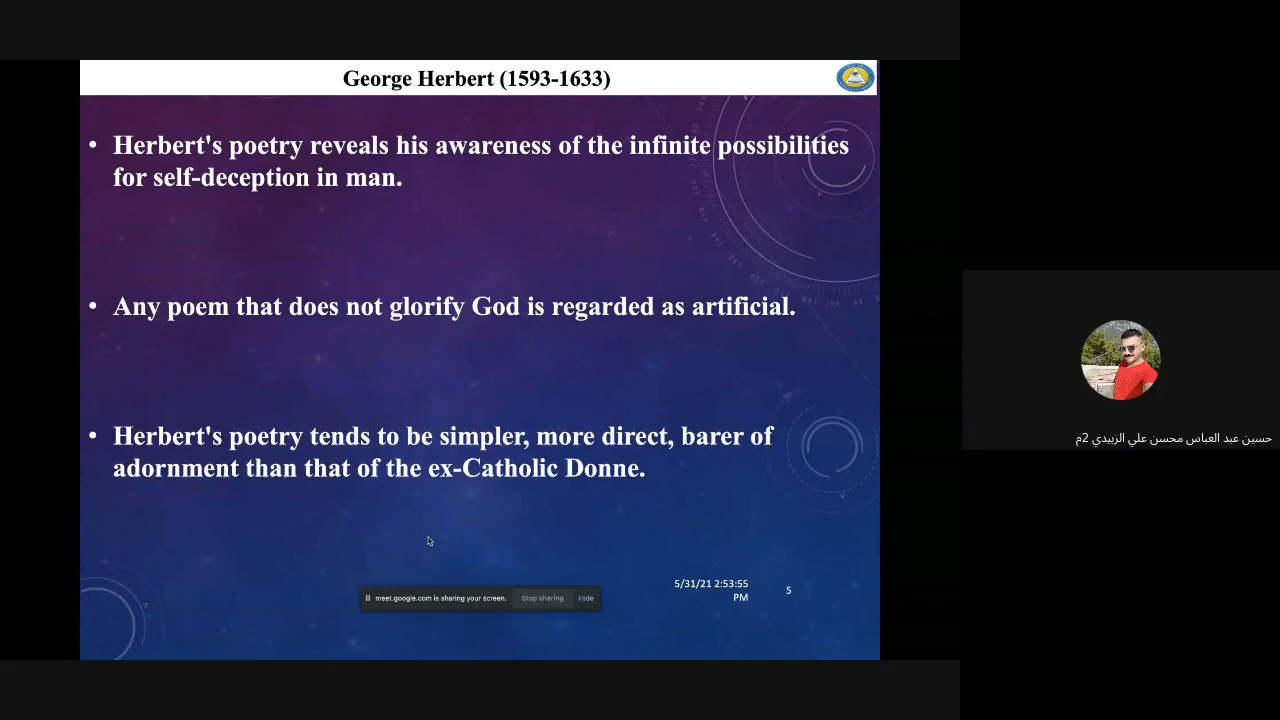 George Herbert (1593-1633)
• Herbert's poetry reveals his awareness of the infinite possibilities
for self-deception in man.
• Any poem that does not glorify God is regarded as artificial.
• Herbert's poetry tends to be simpler, more direct, barer of
adornment than that of the ex-Catholic Donne.
meet.google.com is sharing your screen. Stop sharing Hide
5/31/21 2:53:55
PM
5
حسين عبد العباس محسن علي الزبيدي 2م